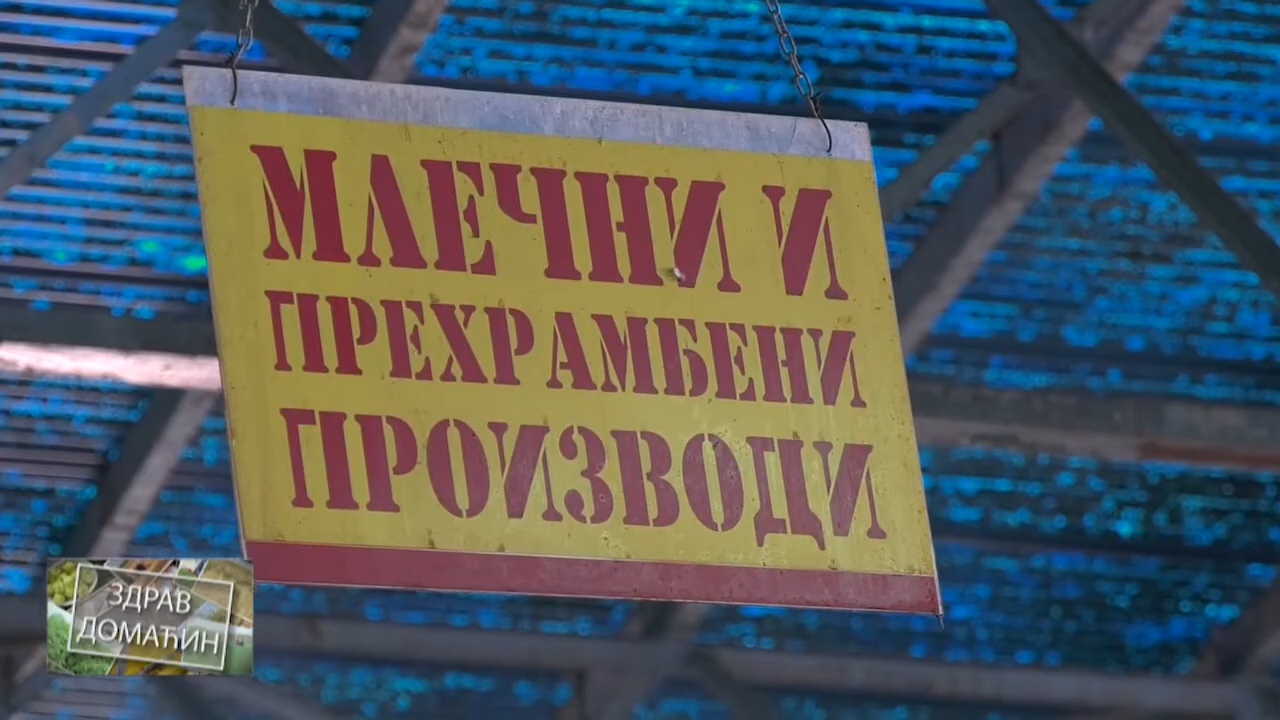 МЛЕЧНИ И
ПРЕХРАМБЕНИ
ПРОИЗВОДИ
ЗДРАВ
ДОМАЋИН